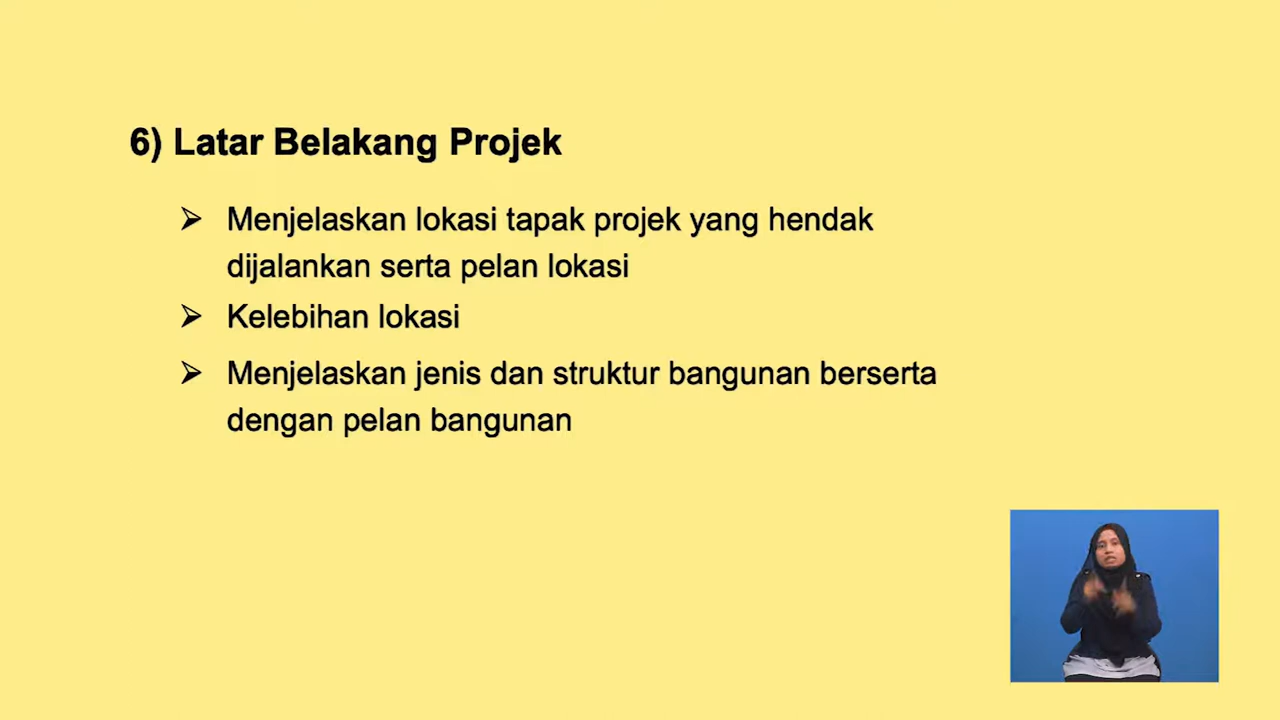 6) Latar Belakang Projek
➢ Menjelaskan lokasi tapak projek yang hendak
dijalankan serta pelan lokasi
➢ Kelebihan lokasi
➢ Menjelaskan jenis dan struktur bangunan berserta
dengan pelan bangunan